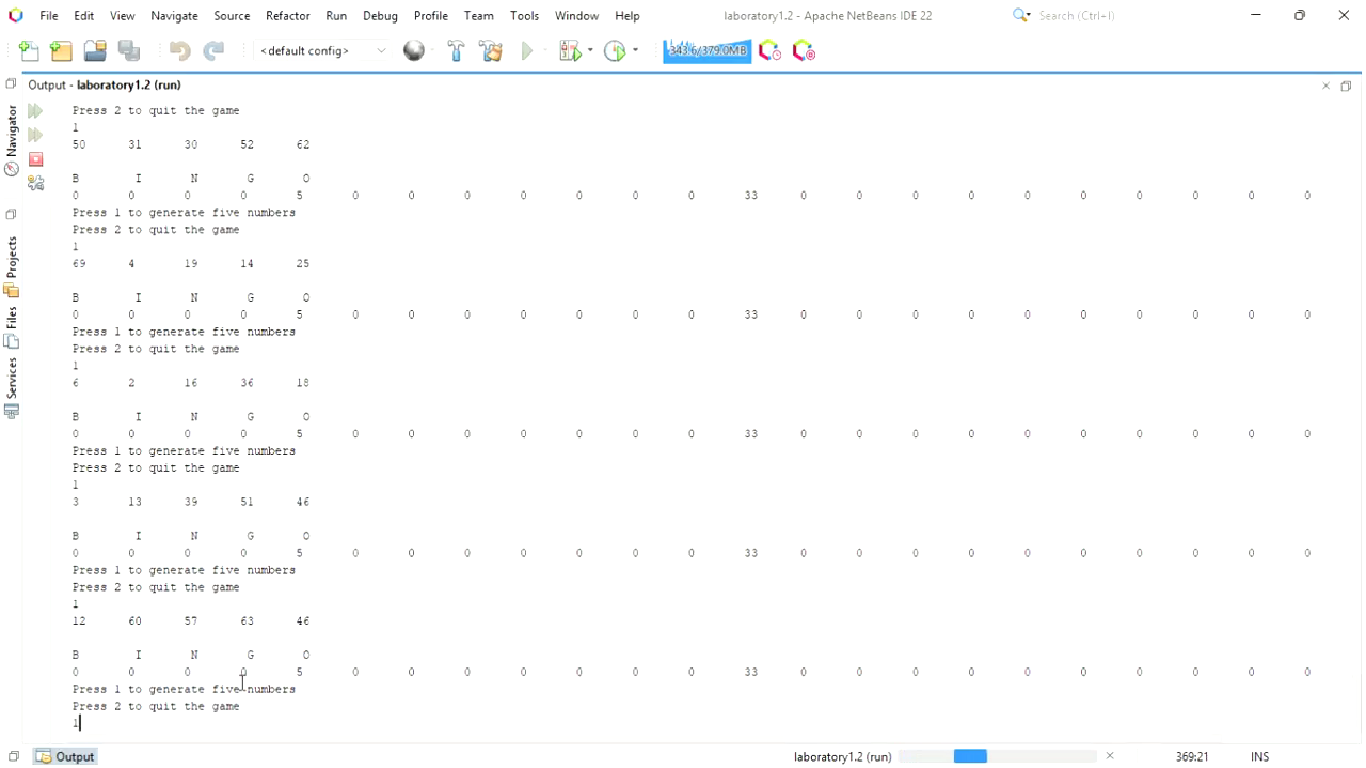 File Edit View Navigate Source Refactor Run Debug Profile Team Tools Window Help laboratory1.2 - Apache NetBeans IDE 22 Search (Ctrl+I)
<default config> 343.6/379.0MB
Output - laboratory1.2 (run)
Navigator
Projects
Files
Services
Press 2 to quit the game
1
50 31 30 52 62
B I N G O
0 0 0 0 5 0 0 0 0 0 0 0 33 0 0 0 0 0 0 0 0 0 0
Press 1 to generate five numbers
Press 2 to quit the game
1
69 4 19 14 25
B I N G O
0 0 0 0 5 0 0 0 0 0 0 0 33 0 0 0 0 0 0 0 0 0 0
Press 1 to generate five numbers
Press 2 to quit the game
1
6 2 16 36 18
B I N G O
0 0 0 0 5 0 0 0 0 0 0 0 33 0 0 0 0 0 0 0 0 0 0
Press 1 to generate five numbers
Press 2 to quit the game
1
3 13 39 51 46
B I N G O
0 0 0 0 5 0 0 0 0 0 0 0 33 0 0 0 0 0 0 0 0 0 0
Press 1 to generate five numbers
Press 2 to quit the game
1
12 60 57 63 46
B I N G O
0 0 0 0 5 0 0 0 0 0 0 0 33 0 0 0 0 0 0 0 0 0 0
Press 1 to generate five numbers
Press 2 to quit the game
1
Output laboratory1.2 (run) 369:21 INS